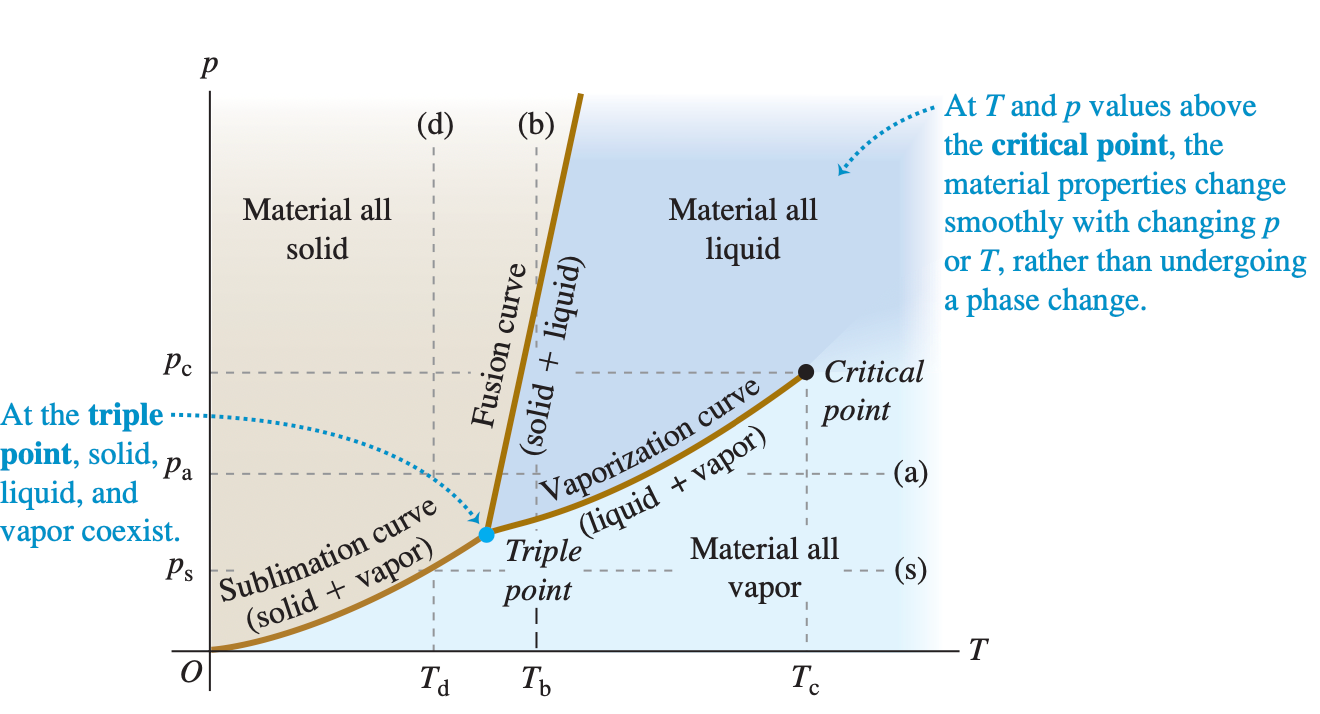 p
(d)
(b)
At T and p values above
the critical point, the
material properties change
smoothly with changing p
or T, rather than undergoing
a phase change.
Material all
solid
Material all
liquid
Fusion curve
(solid + liquid)
pc
Critical
point
At the triple
point, solid,
liquid, and
vapor coexist.
pa
Vaporization curve
(liquid + vapor)
(a)
Sublimation curve
(solid + vapor)
Triple
point
Material all
vapor
ps
(s)
O
Td
Tb
Tc
T